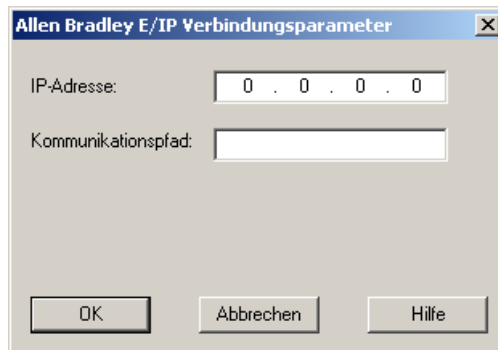 Allen Bradley E/IP Verbindungsparameter
IP-Adresse: 0 . 0 . 0 . 0
Kommunikationspfad:
OK Abbrechen Hilfe